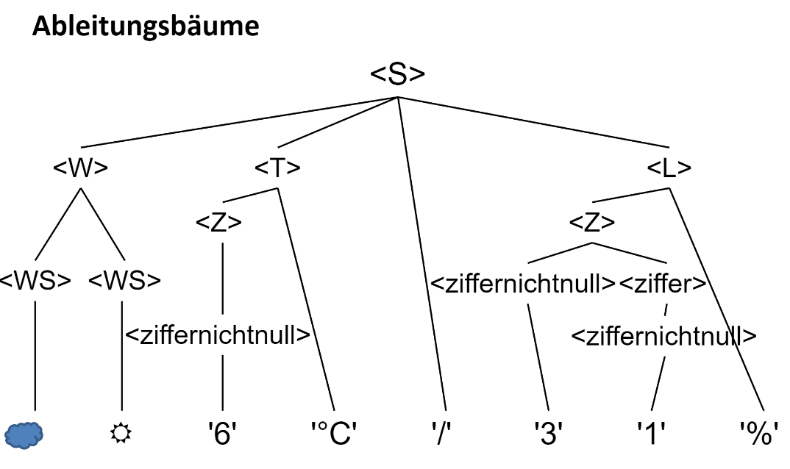 Ableitungsbäume
<S>
<W> <T> <L>
<Z> <Z>
<WS> <WS> <ziffernichtnull> <ziffer>
<ziffernichtnull> <ziffernichtnull>
'6' '°C' '/' '3' '1' '%'